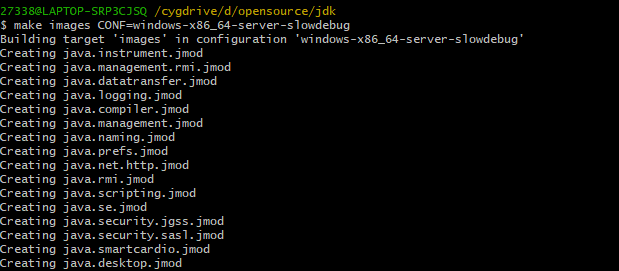 27338@LAPTOP-SRP3CJSQ /cygdrive/d/opensource/jdk
$ make images CONF=windows-x86_64-server-slowdebug
Building target 'images' in configuration 'windows-x86_64-server-slowdebug'
Creating java.instrument.jmod
Creating java.management.rmi.jmod
Creating java.datatransfer.jmod
Creating java.logging.jmod
Creating java.compiler.jmod
Creating java.management.jmod
Creating java.naming.jmod
Creating java.prefs.jmod
Creating java.net.http.jmod
Creating java.rmi.jmod
Creating java.scripting.jmod
Creating java.se.jmod
Creating java.security.jgss.jmod
Creating java.security.sasl.jmod
Creating java.smartcardio.jmod
Creating java.desktop.jmod